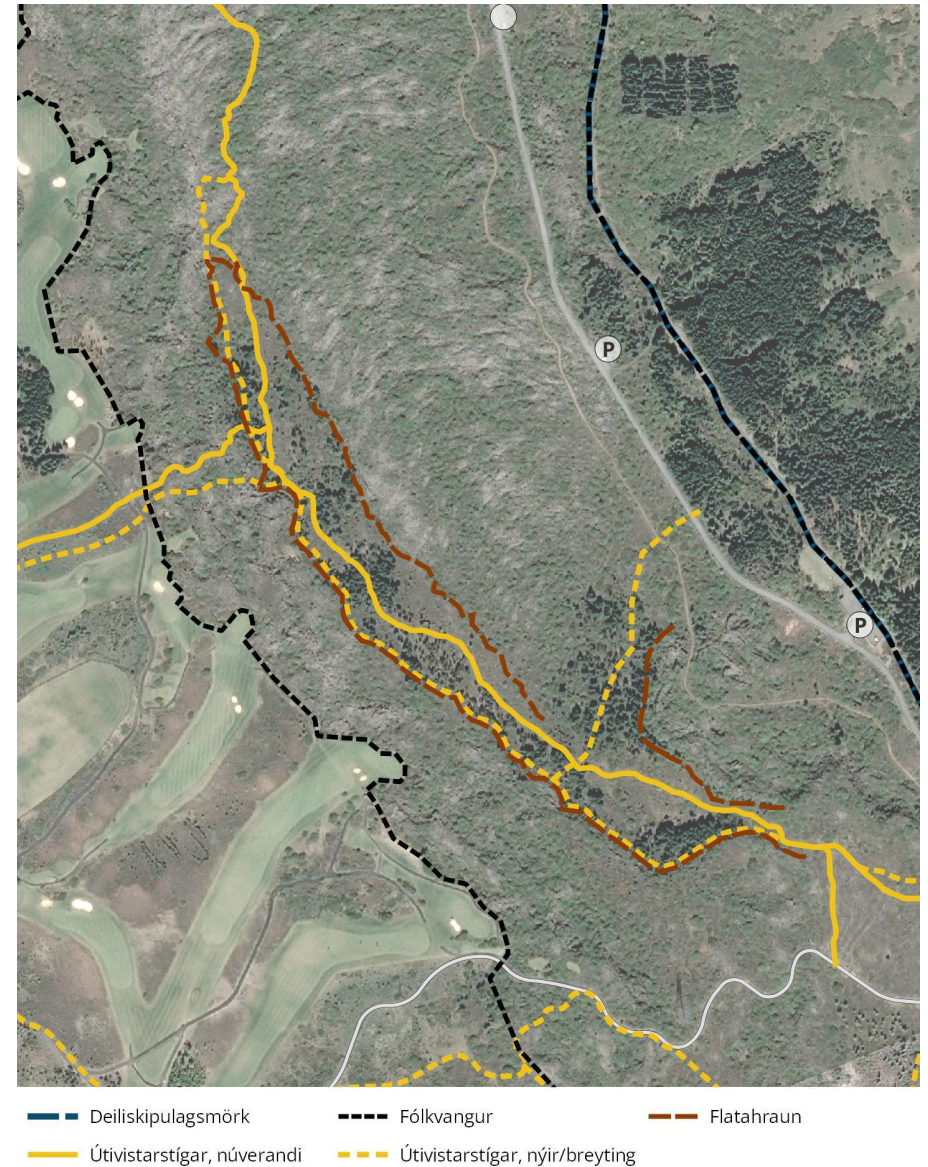 P
P
Deiliskipulagsmörk Fólkvangur Flatahraun
Útivistarstígar, núverandi Útivistarstígar, nýir/breyting